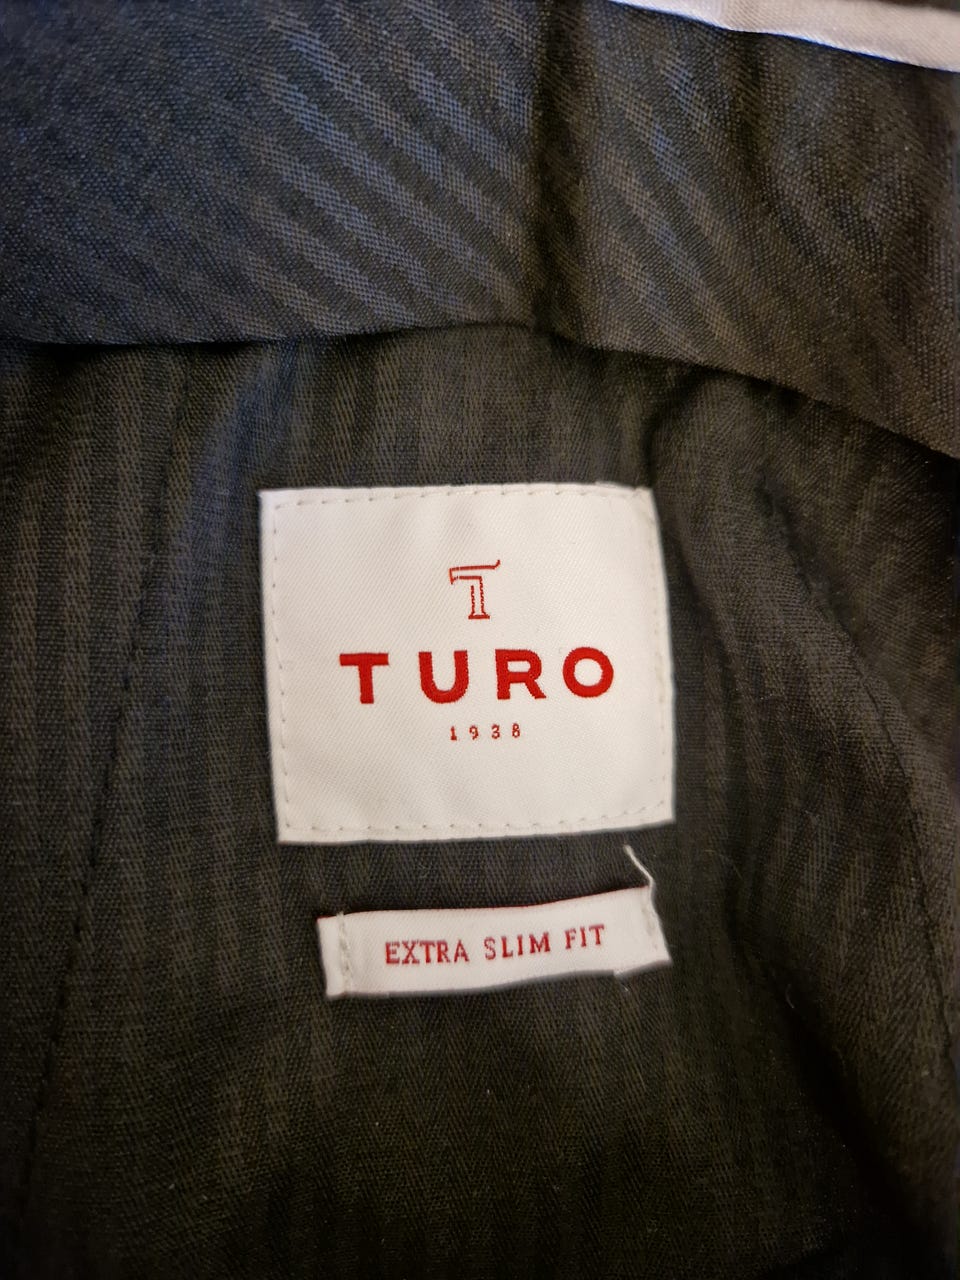 T
TURO
1938
EXTRA SLIM FIT